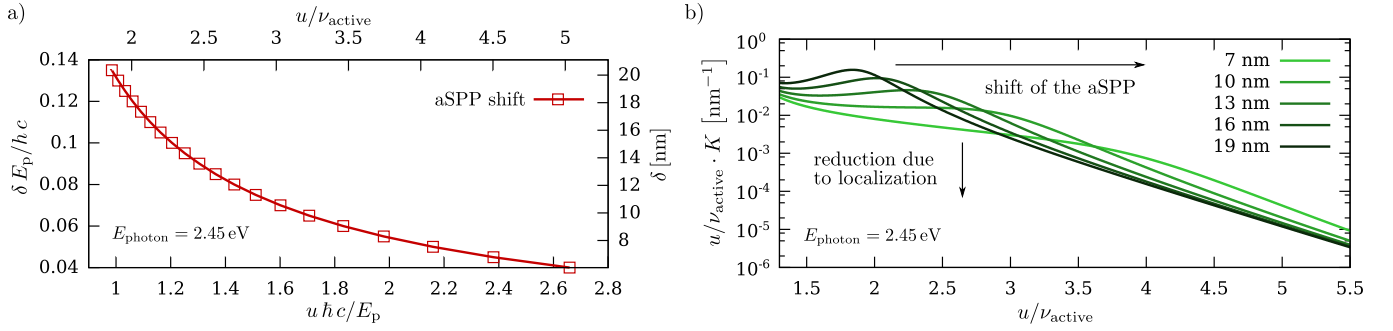 a)
u/ν_active
2 2.5 3 3.5 4 4.5 5
0.14
0.12
0.1
0.08
0.06
0.04
δ E_p/h c
aSPP shift
E_photon = 2.45 eV
20
18
16
14
12
10
8
δ [nm]
1 1.2 1.4 1.6 1.8 2 2.2 2.4 2.6 2.8
u ħ c/E_p
b)
10^0
10^-1
10^-2
10^-3
10^-4
10^-5
10^-6
u/ν_active · K [nm^−1]
shift of the aSPP
7 nm
10 nm
13 nm
16 nm
19 nm
reduction due
to localization
E_photon = 2.45 eV
1.5 2 2.5 3 3.5 4 4.5 5 5.5
u/ν_active